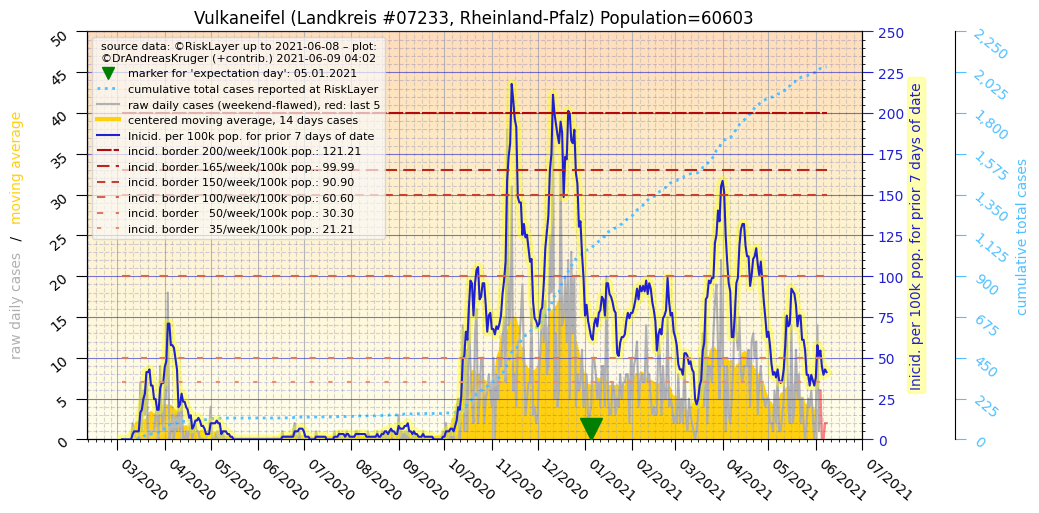 Vulkaneifel (Landkreis #07233, Rheinland-Pfalz) Population=60603
source data: ©RiskLayer up to 2021-06-08 – plot:
©DrAndreasKruger (+contrib.) 2021-06-09 04:02
marker for 'expectation day': 05.01.2021
cumulative total cases reported at RiskLayer
raw daily cases (weekend-flawed), red: last 5
centered moving average, 14 days cases
Inicid. per 100k pop. for prior 7 days of date
incid. border 200/week/100k pop.: 121.21
incid. border 165/week/100k pop.: 99.99
incid. border 150/week/100k pop.: 90.90
incid. border 100/week/100k pop.: 60.60
incid. border   50/week/100k pop.: 30.30
incid. border   35/week/100k pop.: 21.21
raw daily cases / moving average
50
45
40
35
30
25
20
15
10
5
0
250
225
200
175
150
125
100
75
50
25
0
Inicid. per 100k pop. for prior 7 days of date
2,250
2,025
1,800
1,575
1,350
1,125
900
675
450
225
0
cumulative total cases
03/2020
04/2020
05/2020
06/2020
07/2020
08/2020
09/2020
10/2020
11/2020
12/2020
01/2021
02/2021
03/2021
04/2021
05/2021
06/2021
07/2021